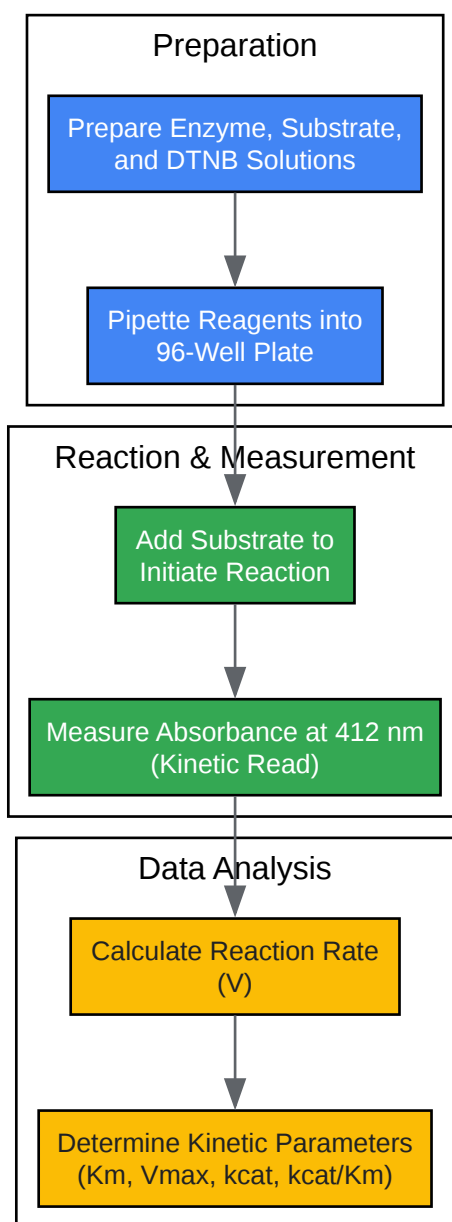 Preparation
Prepare Enzyme, Substrate,
and DTNB Solutions
Pipette Reagents into
96-Well Plate
Reaction & Measurement
Add Substrate to
Initiate Reaction
Measure Absorbance at 412 nm
(Kinetic Read)
Data Analysis
Calculate Reaction Rate
(V)
Determine Kinetic Parameters
(Km, Vmax, kcat, kcat/Km)